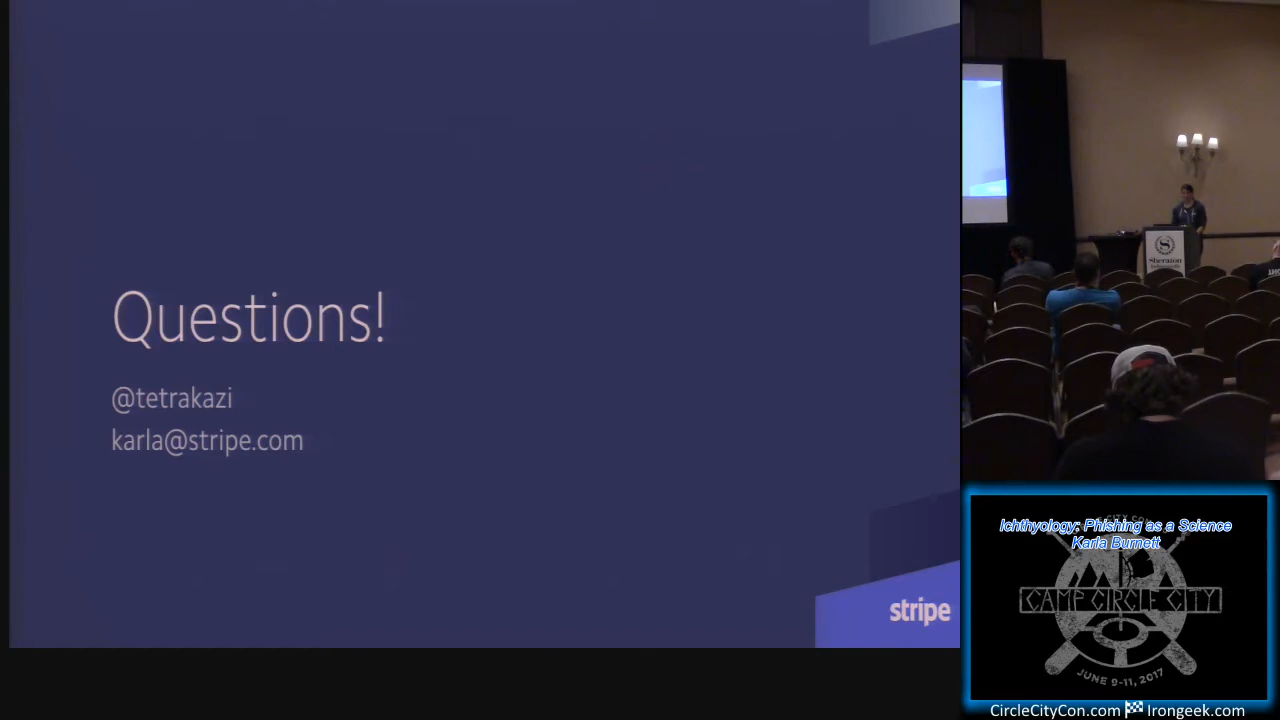 Questions!
@tetrakazi
karla@stripe.com
stripe
S
Sheraton
Ichthyology: Phishing as a Science
Karla Burnett
CAMP CIRCLE CITY
JUNE 9-11, 2017
CircleCityCon.com Irongeek.com